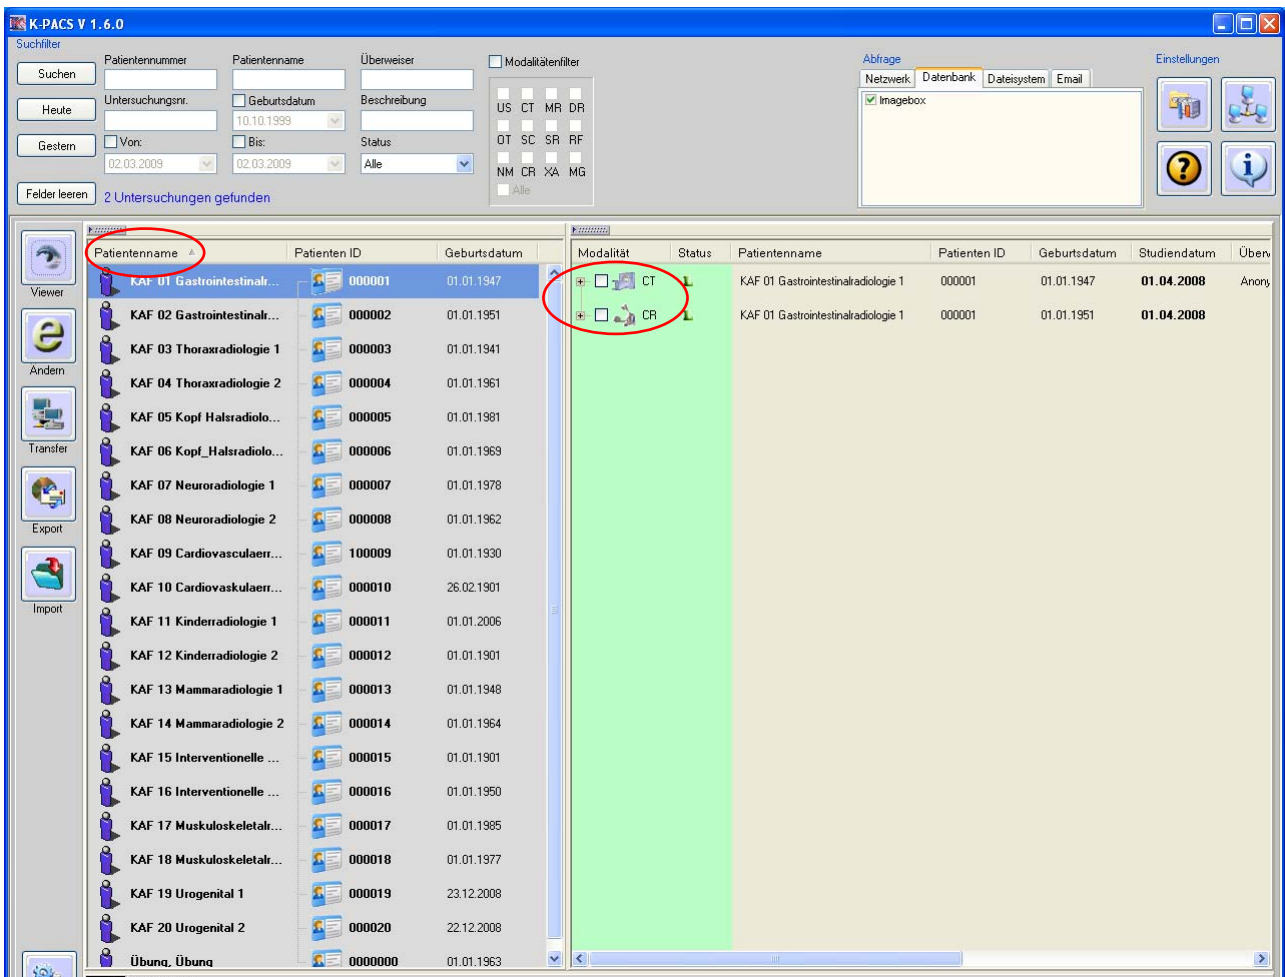 K-PACS V 1.6.0
Suchfilter
Suchen
Heute
Gestern
Felder leeren
Patientennummer
Patientenname
Überweiser
Untersuchungsnr.
Geburtsdatum
Beschreibung
10.10.1999
Von:
Bis:
Status
02.03.2009
02.03.2009
Alle
2 Untersuchungen gefunden
Modalitätenfilter
US CT MR DR
OT SC SR RF
NM CR XA MG
Alle
Abfrage
Netzwerk Datenbank Dateisystem Email
Imagebox
Einstellungen
Viewer
Ändern
Transfer
Export
Import
Patientenname Patienten ID Geburtsdatum
KAF 01 Gastrointestinalr... 000001 01.01.1947
KAF 02 Gastrointestinalr... 000002 01.01.1951
KAF 03 Thoraxradiologie 1 000003 01.01.1941
KAF 04 Thoraxradiologie 2 000004 01.01.1961
KAF 05 Kopf Halsradiolo... 000005 01.01.1981
KAF 06 Kopf_Halsradiolo... 000006 01.01.1969
KAF 07 Neuroradiologie 1 000007 01.01.1978
KAF 08 Neuroradiologie 2 000008 01.01.1962
KAF 09 Cardiovasculaerr... 100009 01.01.1930
KAF 10 Cardiovaskulaerr... 000010 26.02.1901
KAF 11 Kinderradiologie 1 000011 01.01.2006
KAF 12 Kinderradiologie 2 000012 01.01.1901
KAF 13 Mammaradiologie 1 000013 01.01.1948
KAF 14 Mammaradiologie 2 000014 01.01.1964
KAF 15 Interventionelle ... 000015 01.01.1901
KAF 16 Interventionelle ... 000016 01.01.1950
KAF 17 Muskuloskeletalr... 000017 01.01.1985
KAF 18 Muskuloskeletalr... 000018 01.01.1977
KAF 19 Urogenital 1 000019 23.12.2008
KAF 20 Urogenital 2 000020 22.12.2008
Übung, Übung 0000000 01.01.1963
Modalität Status Patientenname Patienten ID Geburtsdatum Studiendatum Überw
CT L KAF 01 Gastrointestinalradiologie 1 000001 01.01.1947 01.04.2008 Anony
CR L KAF 01 Gastrointestinalradiologie 1 000001 01.01.1951 01.04.2008